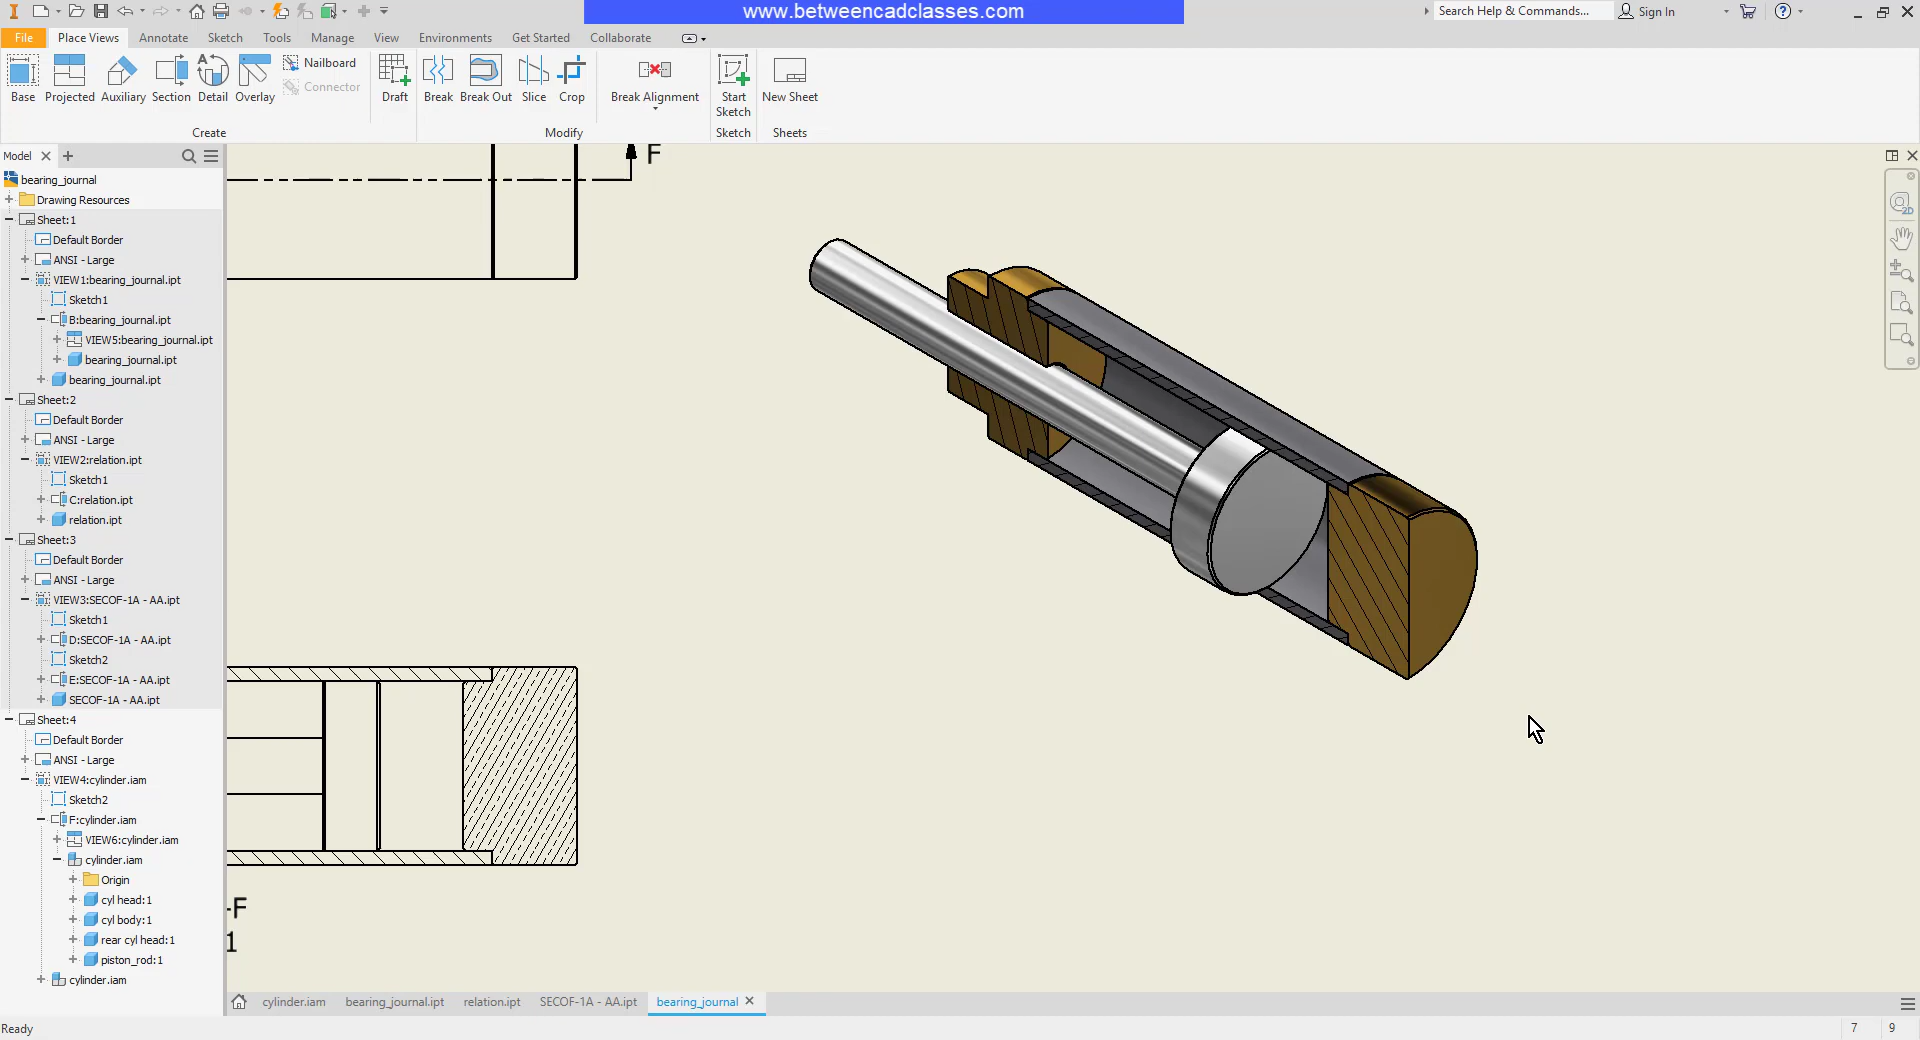 www.betweencadclasses.com
Search Help & Commands...
Sign In
File
Place Views
Annotate
Sketch
Tools
Manage
View
Environments
Get Started
Collaborate
Base
Projected
Auxiliary
Section
Detail
Overlay
Nailboard
Connector
Draft
Break
Break Out
Slice
Crop
Break Alignment
Start
Sketch
New Sheet
Create
Modify
Sketch
Sheets
Model
bearing_journal
Drawing Resources
Sheet:1
Default Border
ANSI - Large
VIEW1:bearing_journal.ipt
Sketch1
B:bearing_journal.ipt
VIEW5:bearing_journal.ipt
bearing_journal.ipt
bearing_journal.ipt
Sheet:2
Default Border
ANSI - Large
VIEW2:relation.ipt
Sketch1
C:relation.ipt
relation.ipt
Sheet:3
Default Border
ANSI - Large
VIEW3:SECOF-1A - AA.ipt
Sketch1
D:SECOF-1A - AA.ipt
Sketch2
E:SECOF-1A - AA.ipt
SECOF-1A - AA.ipt
Sheet:4
Default Border
ANSI - Large
VIEW4:cylinder.iam
Sketch2
F:cylinder.iam
VIEW6:cylinder.iam
cylinder.iam
Origin
cyl head:1
cyl body:1
rear cyl head:1
piston_rod:1
cylinder.iam
F
-F
1
2D
cylinder.iam
bearing_journal.ipt
relation.ipt
SECOF-1A - AA.ipt
bearing_journal
Ready
7
9